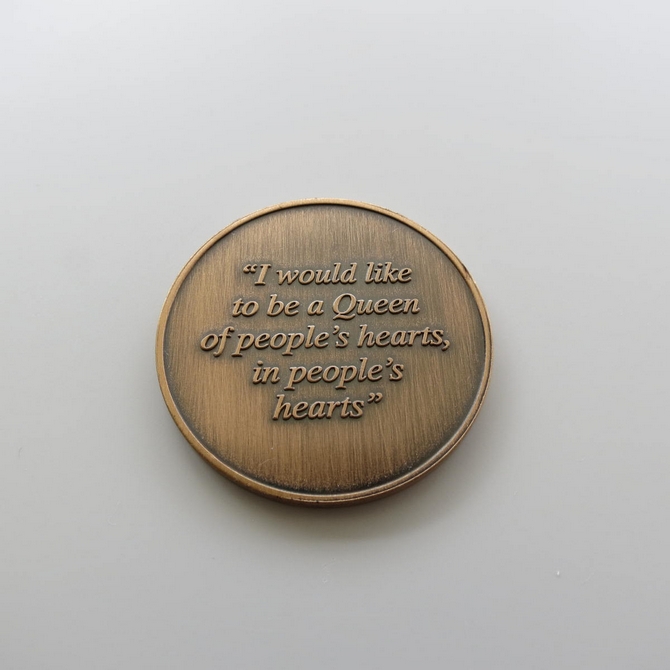 “I would like
to be a Queen
of people’s hearts,
in people’s
hearts”